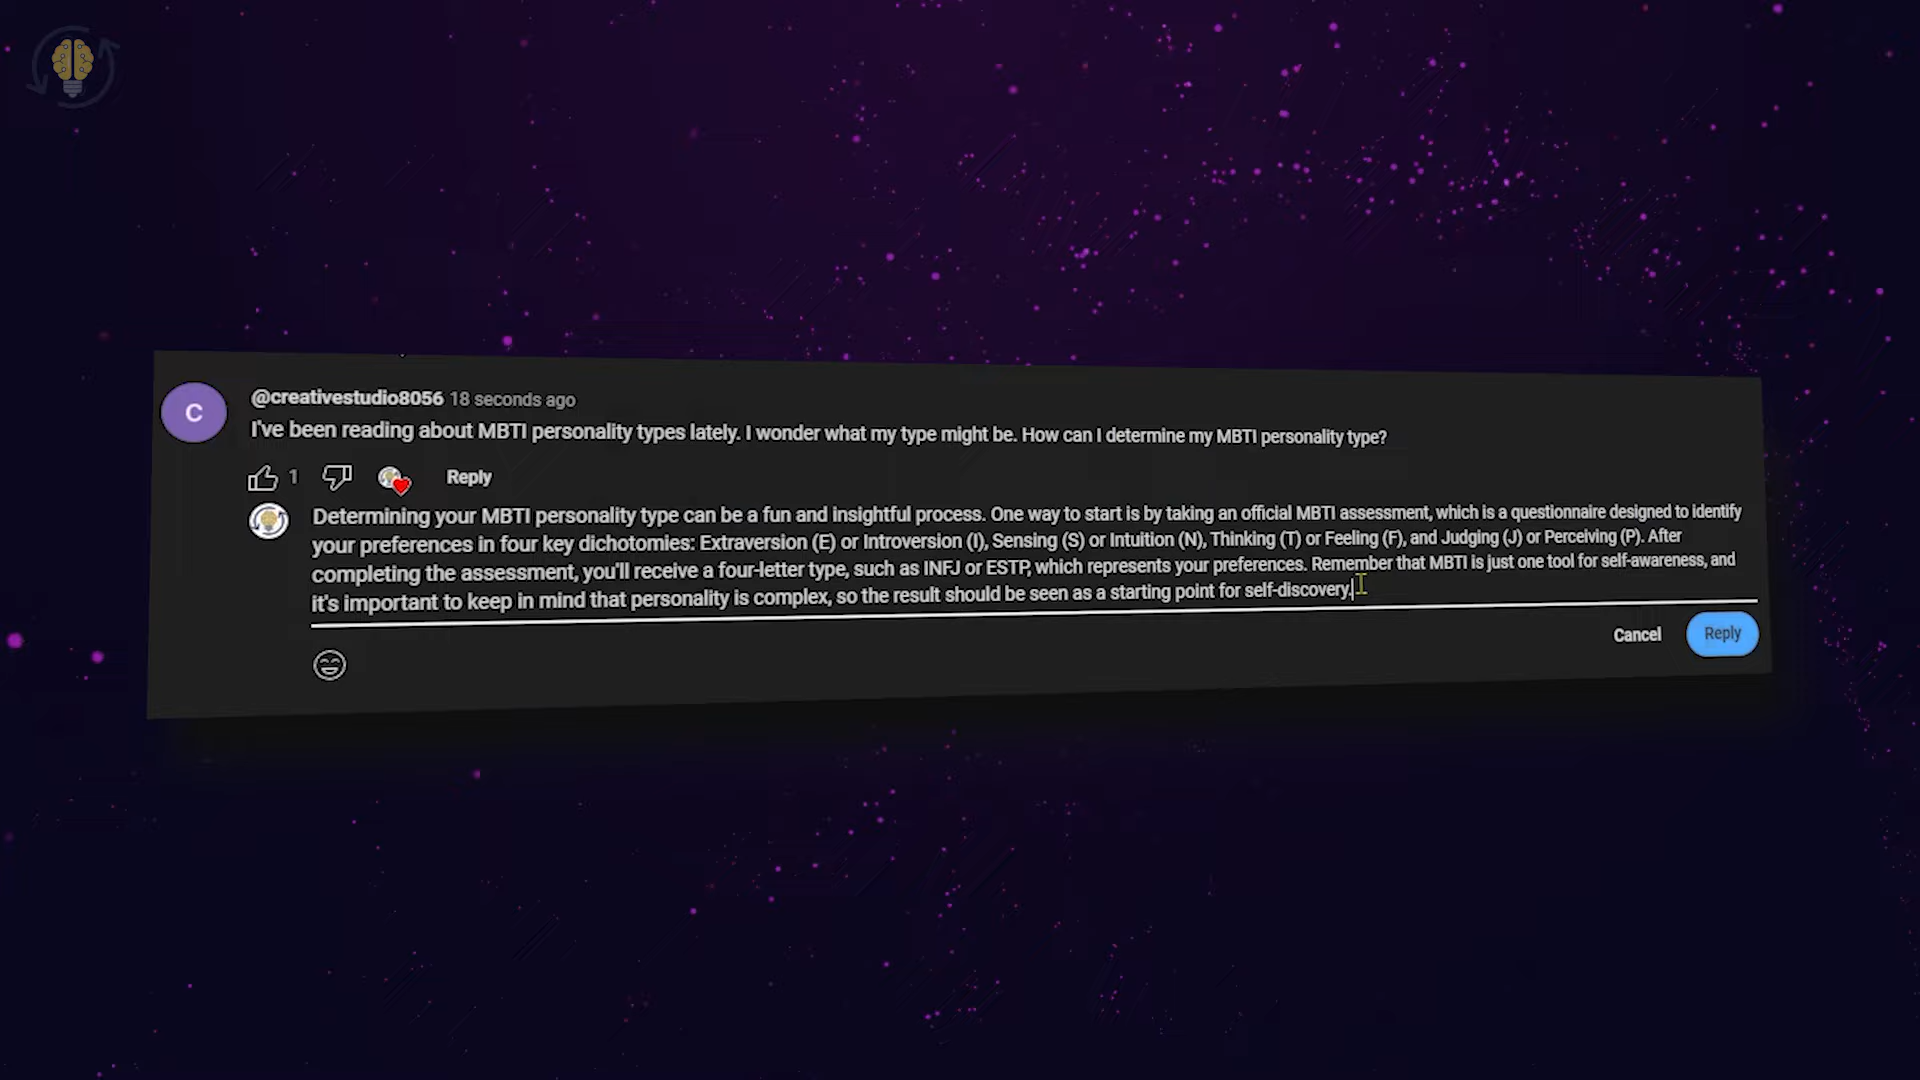 C
@creativestudio8056 18 seconds ago
I've been reading about MBTI personality types lately. I wonder what my type might be. How can I determine my MBTI personality type?
1 Reply
Determining your MBTI personality type can be a fun and insightful process. One way to start is by taking an official MBTI assessment, which is a questionnaire designed to identify
your preferences in four key dichotomies: Extraversion (E) or Introversion (I), Sensing (S) or Intuition (N), Thinking (T) or Feeling (F), and Judging (J) or Perceiving (P). After
completing the assessment, you'll receive a four-letter type, such as INFJ or ESTP, which represents your preferences. Remember that MBTI is just one tool for self-awareness, and
it's important to keep in mind that personality is complex, so the result should be seen as a starting point for self-discovery.
Cancel Reply